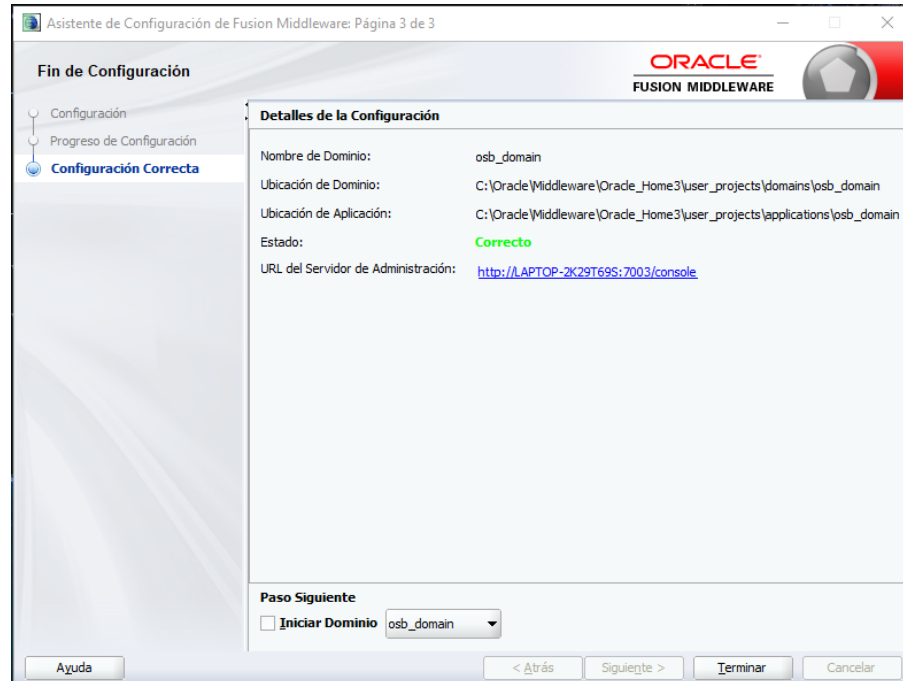 Asistente de Configuración de Fusion Middleware: Página 3 de 3
Fin de Configuración
ORACLE
FUSION MIDDLEWARE
Configuración
Progreso de Configuración
Configuración Correcta
Detalles de la Configuración
Nombre de Dominio: osb_domain
Ubicación de Dominio: C:\Oracle\Middleware\Oracle_Home3\user_projects\domains\osb_domain
Ubicación de Aplicación: C:\Oracle\Middleware\Oracle_Home3\user_projects\applications\osb_domain
Estado: Correcto
URL del Servidor de Administración: http://LAPTOP-2K29T69S:7003/console
Paso Siguiente
Iniciar Dominio osb_domain
Ayuda < Atrás Siguiente > Terminar Cancelar